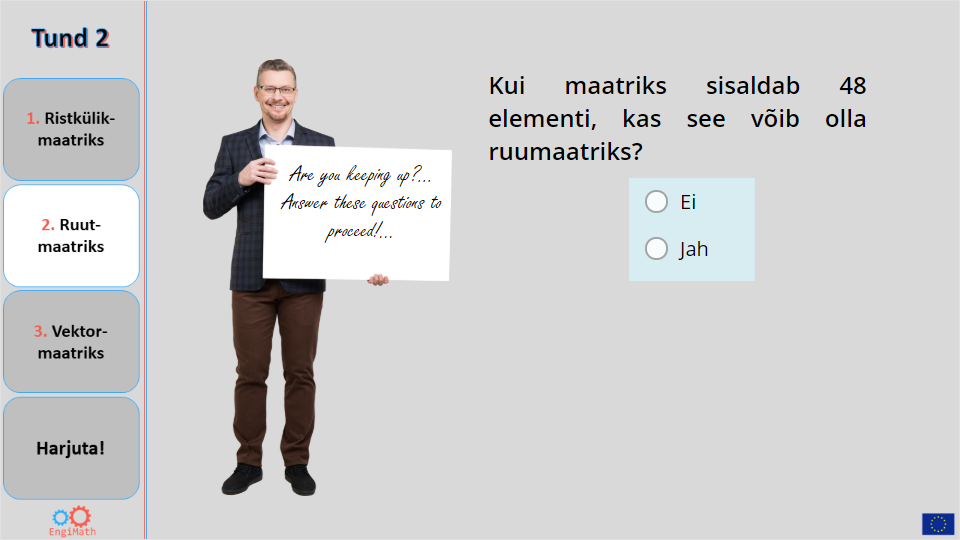 Tund 2
1. Ristkülik-
maatriks
2. Ruut-
maatriks
3. Vektor-
maatriks
Harjuta!
EngiMath
Are you keeping up?...
Answer these questions to
proceed!...
Kui maatriks sisaldab 48
elementi, kas see võib olla
ruumaatriks?
Ei
Jah